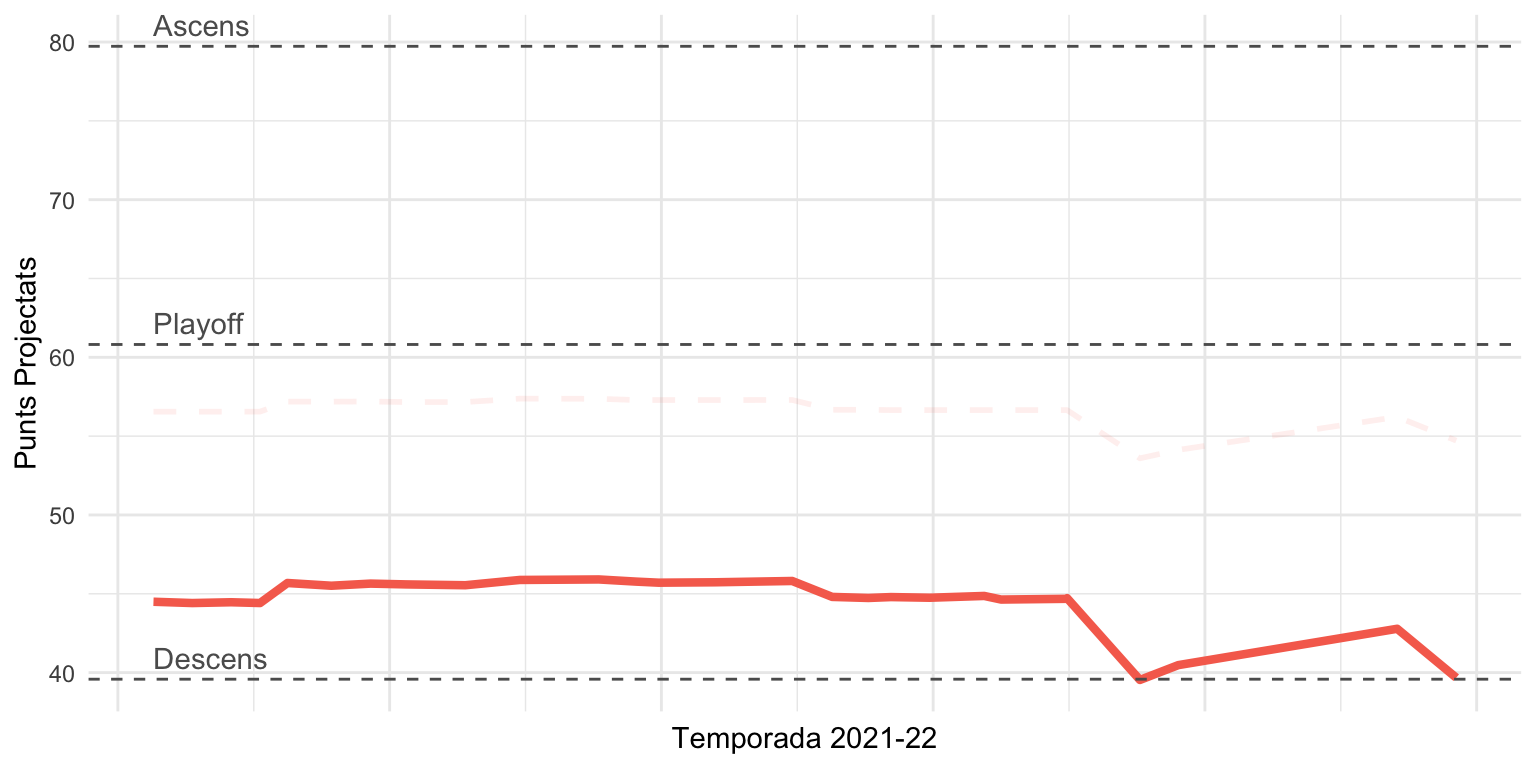 Ascens
80
70
Playoff
60
50
Descens
40
Punts Projectats
Temporada 2021-22